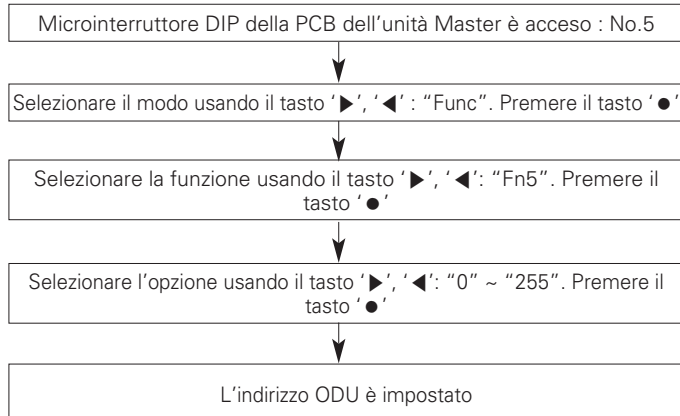 Microinterruttore DIP della PCB dell'unità Master è acceso : No.5
Selezionare il modo usando il tasto ‘▶’, ‘◀’ : “Func”. Premere il tasto ‘●’
Selezionare la funzione usando il tasto ‘▶’, ‘◀’: “Fn5”. Premere il
tasto ‘●’
Selezionare l'opzione usando il tasto ‘▶’, ‘◀’: “0” ~ “255”. Premere il
tasto ‘●’
L'indirizzo ODU è impostato